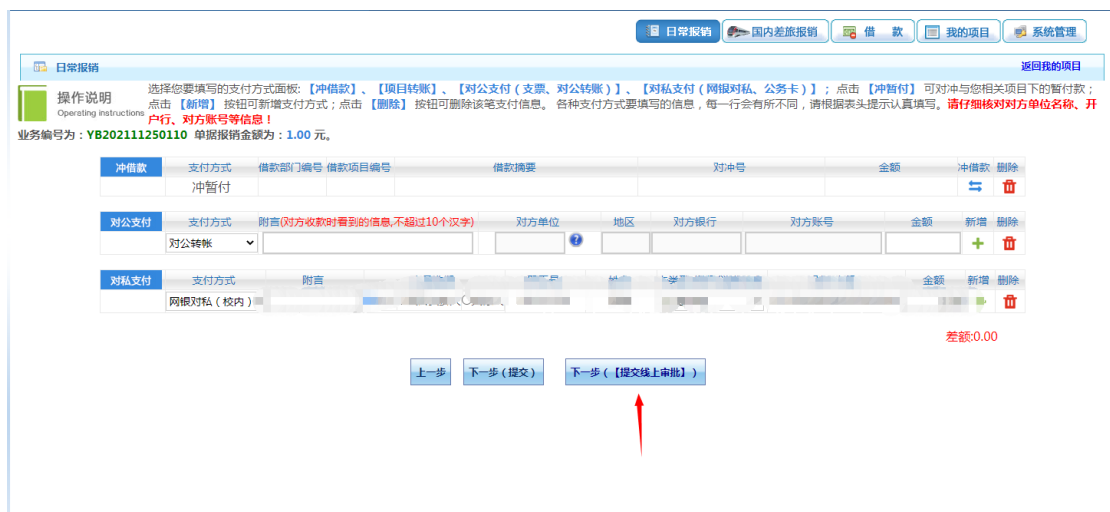 日常报销 国内差旅报销 借 款 我的项目 系统管理
日常报销 返回我的项目
操作说明
Operating instructions
选择您要填写的支付方式面板: 【冲借款】、【项目转账】、【对公支付(支票、对公转账)】、【对私支付(网银对私、公务卡)】; 点击 【冲暂付】 可对冲与您相关项目下的暂付款;
点击 【新增】 按钮可新增支付方式; 点击 【删除】 按钮可删除该笔支付信息。 各种支付方式要填写的信息, 每一行会有所不同, 请根据表头提示认真填写。请仔细核对对方单位名称、开
户行、对方账号等信息!
业务编号为: YB202111250110 单据报销金额为: 1.00 元。
冲借款 支付方式 借款部门编号 借款项目编号 借款摘要 对冲号 金额 冲借款 删除
冲暂付
对公支付 支付方式 附言(对方收款时看到的信息,不超过10个汉字) 对方单位 地区 对方银行 对方账号 金额 新增 删除
对公转帐
对私支付 支付方式 附言 金额 新增 删除
网银对私(校内)
差额:0.00
上一步 下一步(提交) 下一步(【提交线上审批】)